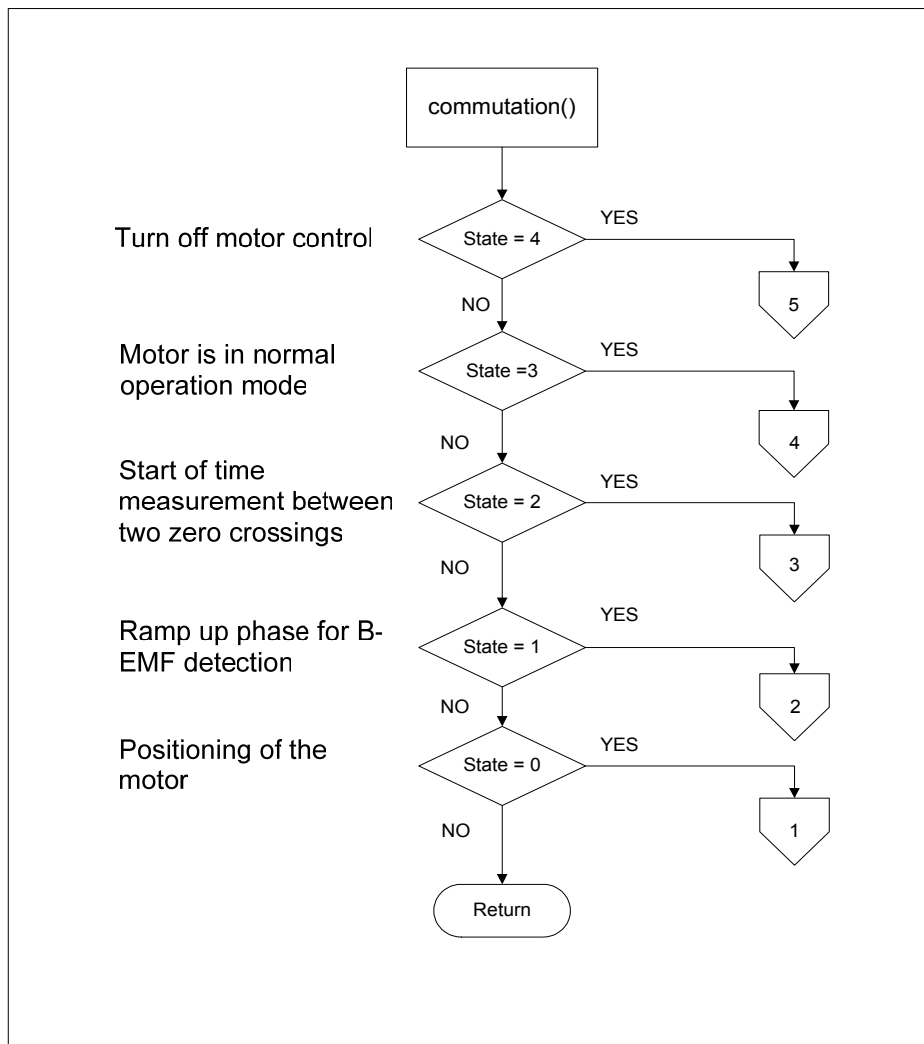 commutation()
Turn off motor control
State = 4
YES
5
NO
Motor is in normal
operation mode
State =3
YES
4
NO
Start of time
measurement between
two zero crossings
State = 2
YES
3
NO
Ramp up phase for B-
EMF detection
State = 1
YES
2
NO
Positioning of the
motor
State = 0
YES
1
NO
Return